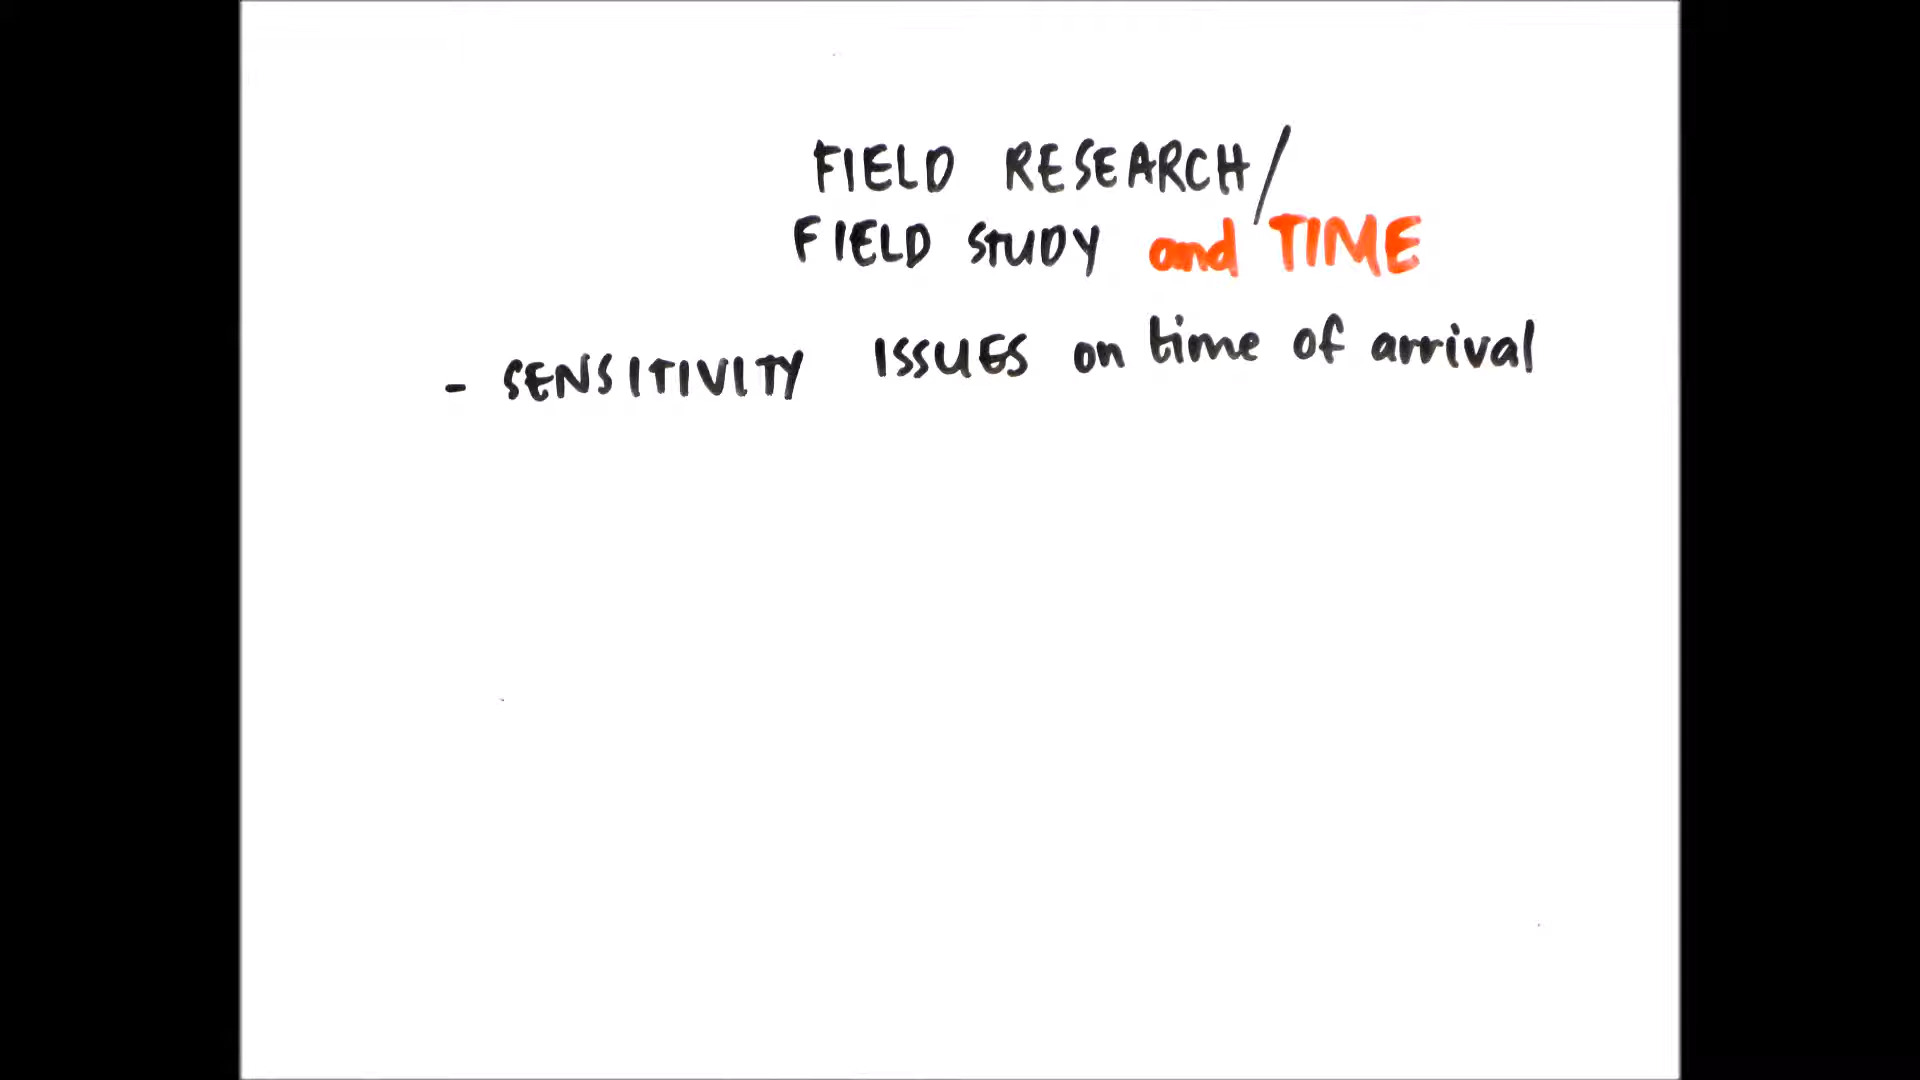 FIELD RESEARCH/
FIELD STUDY and TIME
- SENSITIVITY ISSUES on time of arrival